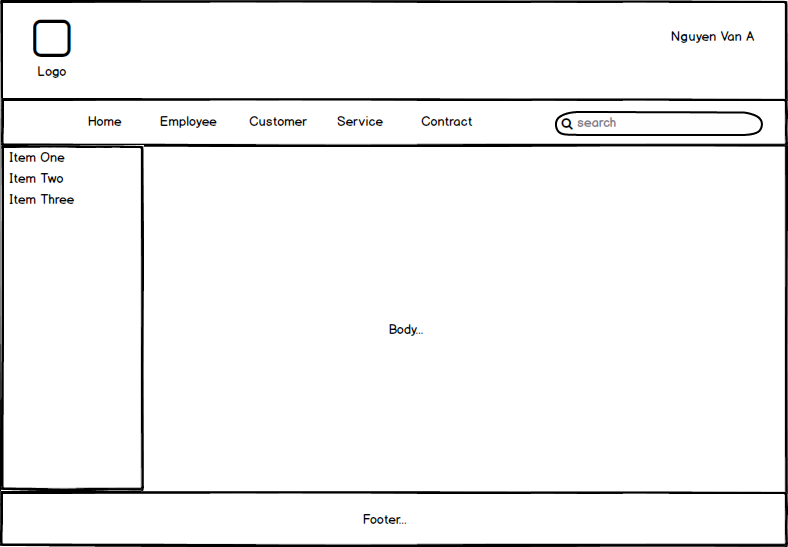 Nguyen Van A
Logo
Home Employee Customer Service Contract search
Item One
Item Two
Item Three
Body...
Footer...